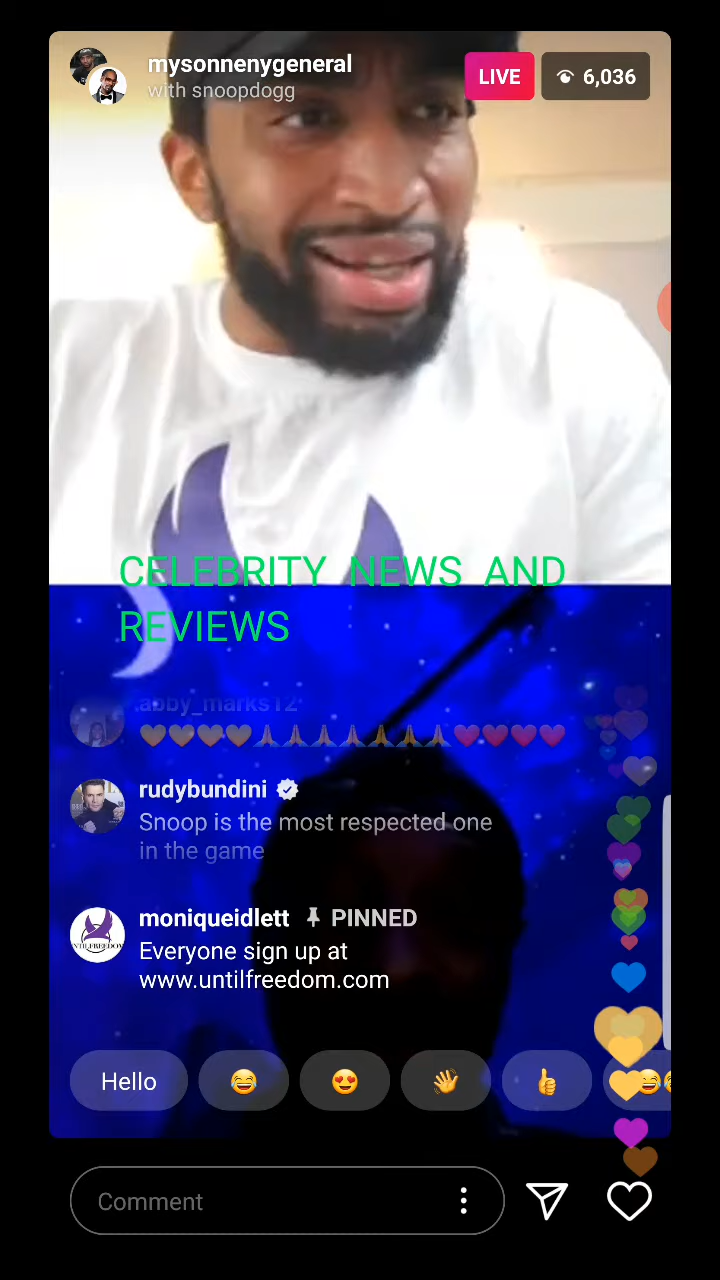 mysonnenygeneral
with snoopdogg
LIVE
6,036
CELEBRITY NEWS AND
REVIEWS
.abby_marks12.
rudybundini
Snoop is the most respected one
in the game
moniqueidlett PINNED
Everyone sign up at
www.untilfreedom.com
Hello
Comment